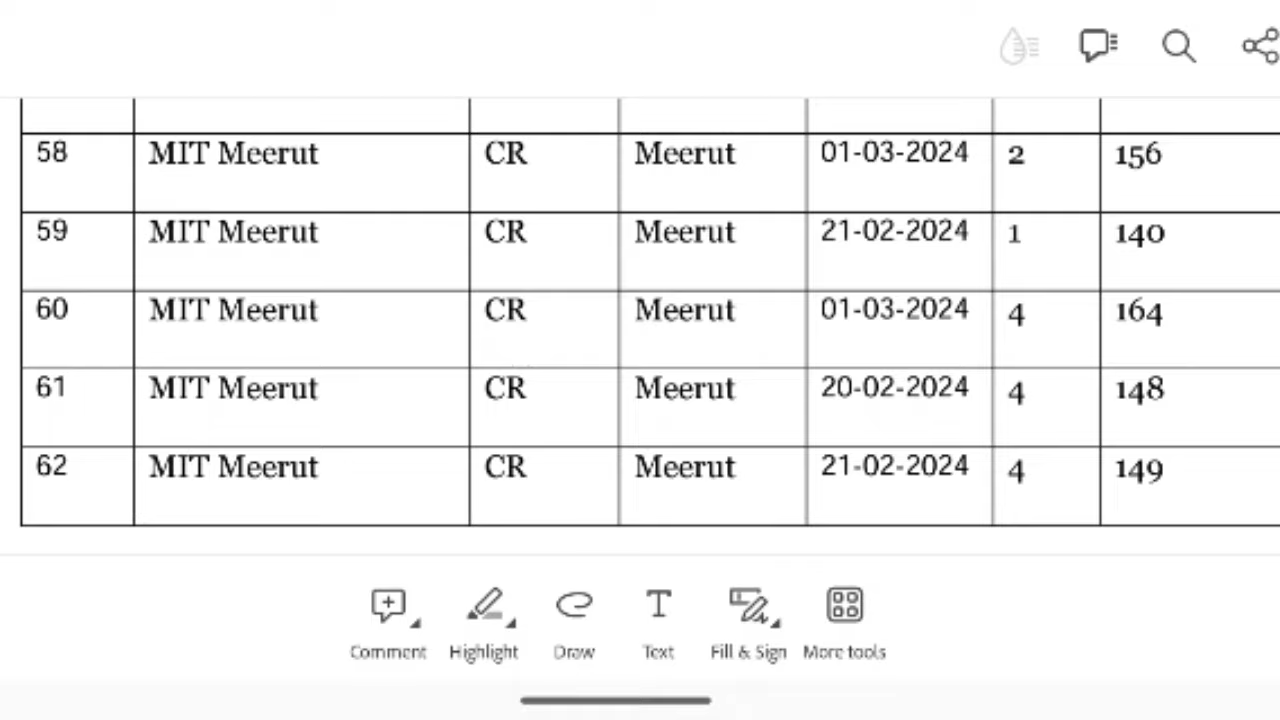 58 MIT Meerut CR Meerut 01-03-2024 2 156
59 MIT Meerut CR Meerut 21-02-2024 1 140
60 MIT Meerut CR Meerut 01-03-2024 4 164
61 MIT Meerut CR Meerut 20-02-2024 4 148
62 MIT Meerut CR Meerut 21-02-2024 4 149
Comment Highlight Draw Text Fill & Sign More tools